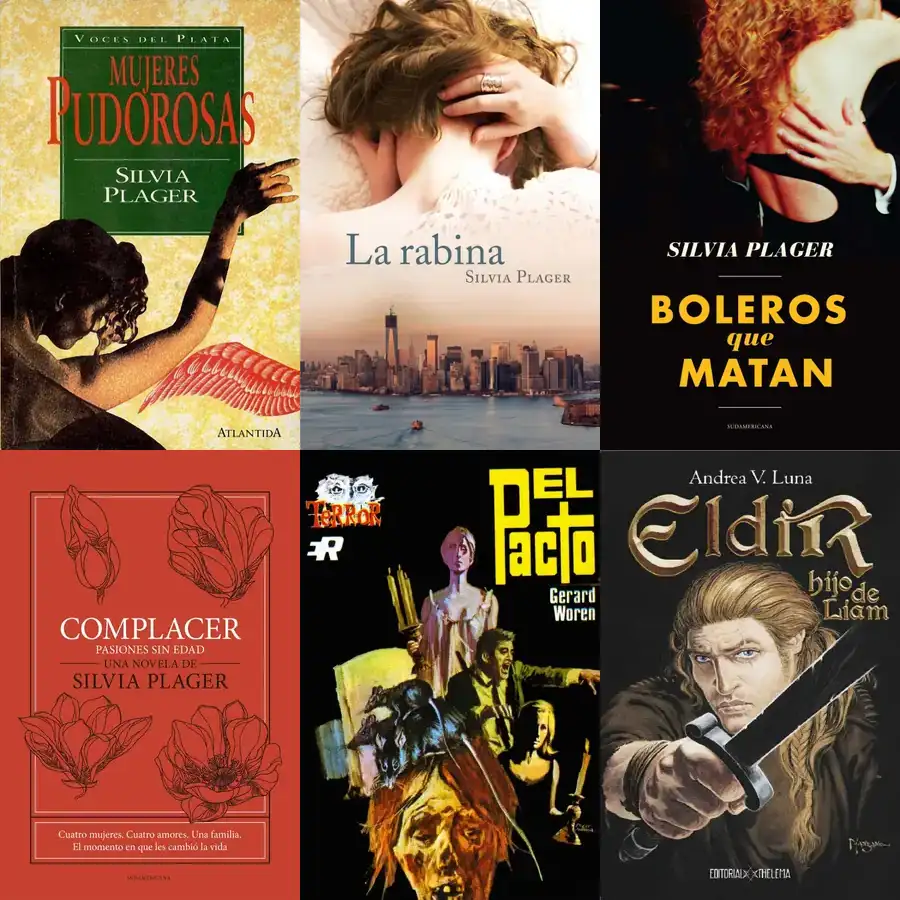 VOCES DEL PLATA
MUJERES
PUDOROSAS
SILVIA
PLAGER
ATLANTIDA
La rabina
SILVIA PLAGER
SILVIA PLAGER
BOLEROS
que
MATAN
SUDAMERICANA
COMPLACER
PASIONES SIN EDAD
UNA NOVELA DE
SILVIA PLAGER
Cuatro mujeres. Cuatro amores. Una familia.
El momento en que les cambió la vida
SUDAMERICANA
TERROR
R
EL
Pacto
Gerard
Woren
Andrea V. Luna
Eldir
hijo
de
Liam
EDITORIAL THELEMA